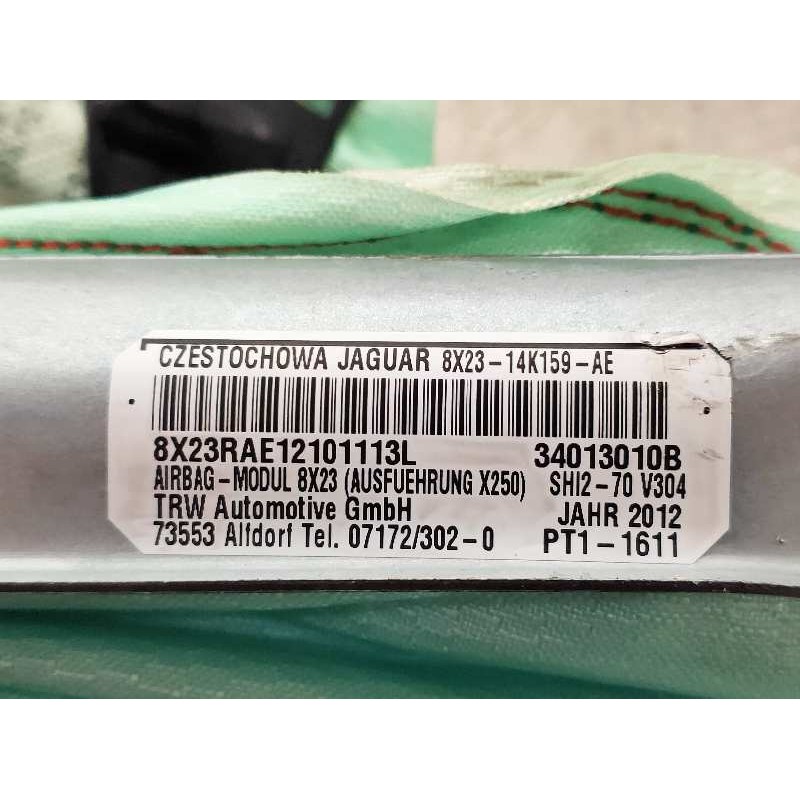 CZESTOCHOWA JAGUAR 8X23-14K159-AE
8X23RAE12101113L 34013010B
AIRBAG-MODUL 8X23 (AUSFUEHRUNG X250) SHI2-70 V304
TRW Automotive GmbH JAHR 2012
73553 Alfdorf Tel. 07172/302-0 PT1-1611